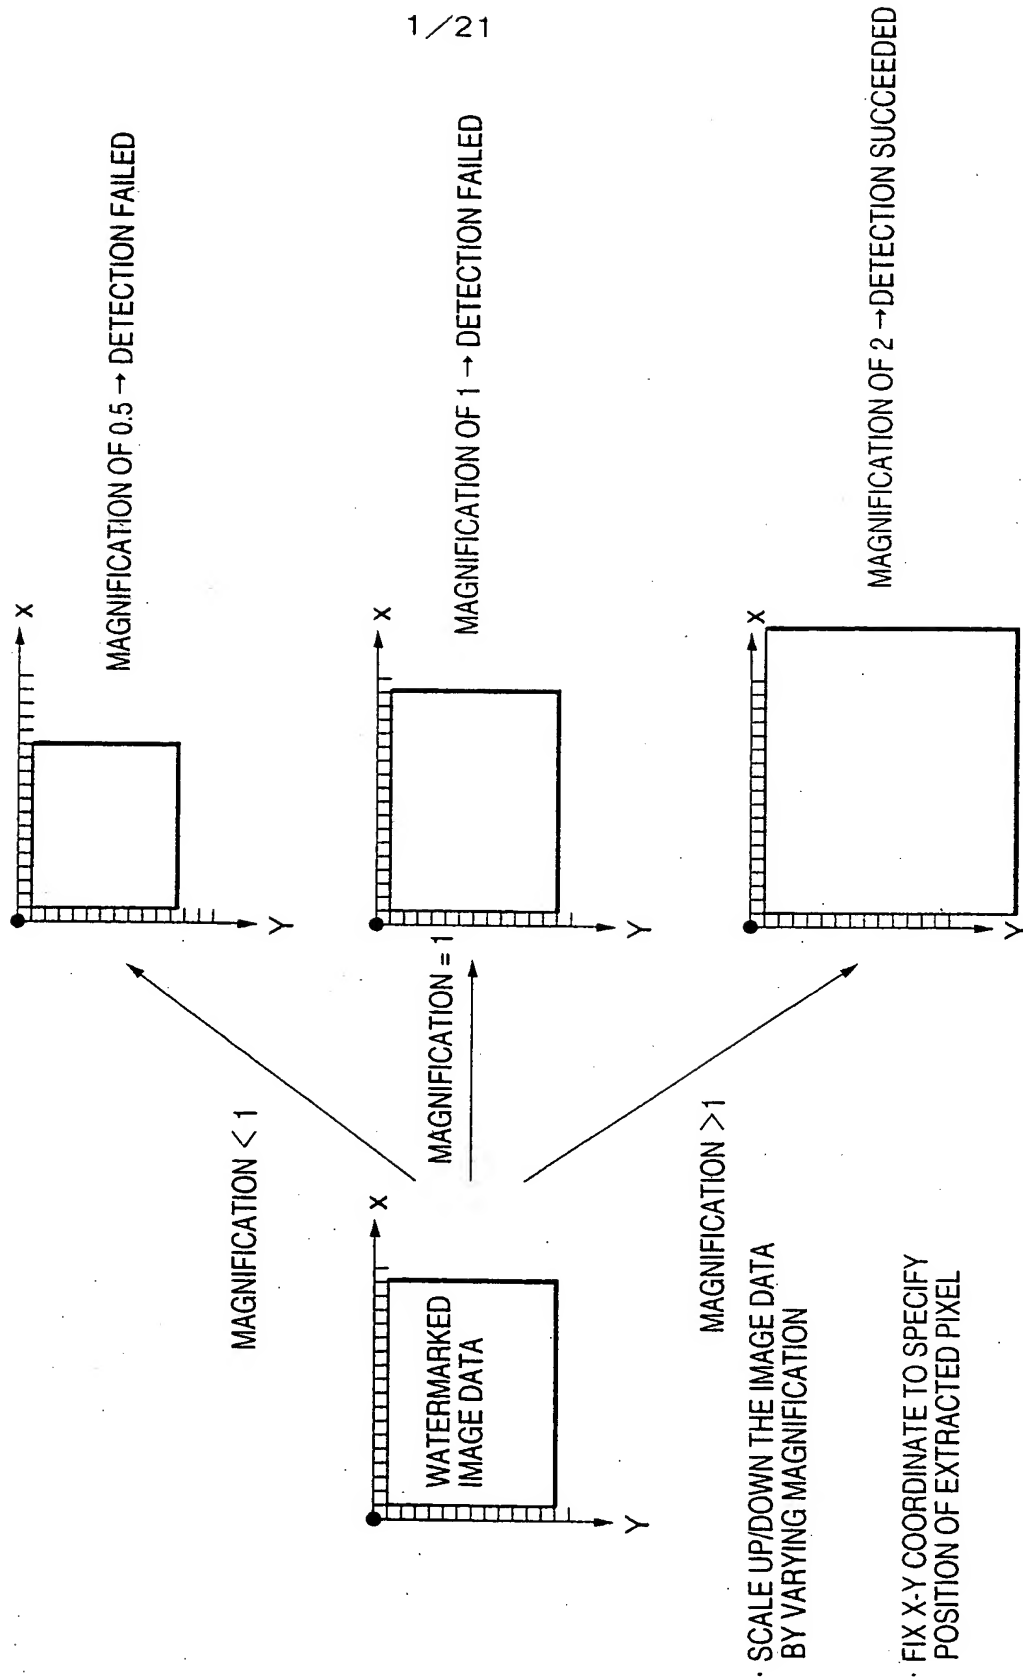 1/21
MAGNIFICATION < 1
MAGNIFICATION = 1
MAGNIFICATION >1
X
Y
WATERMARKED
IMAGE DATA
X
Y
MAGNIFICATION OF 0.5 → DETECTION FAILED
X
Y
MAGNIFICATION OF 1 → DETECTION FAILED
X
Y
MAGNIFICATION OF 2 →DETECTION SUCCEEDED
· SCALE UP/DOWN THE IMAGE DATA
BY VARYING MAGNIFICATION
· FIX X-Y COORDINATE TO SPECIFY
POSITION OF EXTRACTED PIXEL